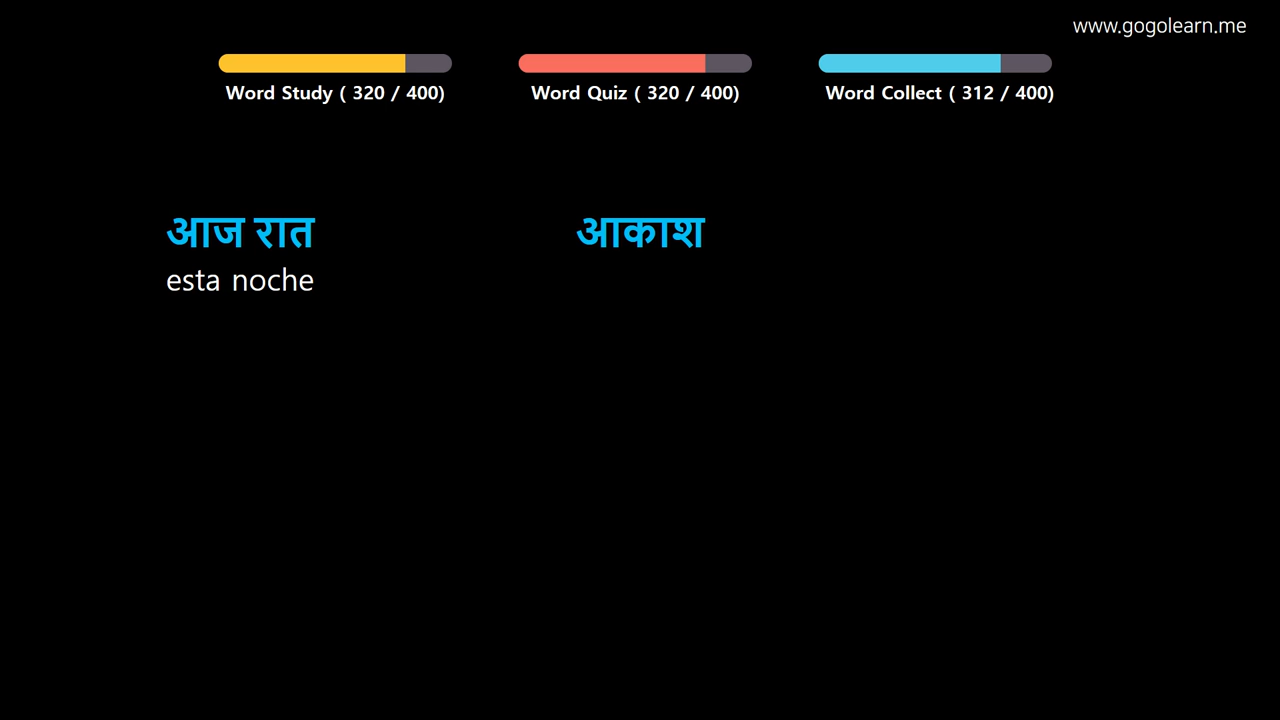 www.gogolearn.me
Word Study ( 320 / 400)
Word Quiz ( 320 / 400)
Word Collect ( 312 / 400)
आज रात
esta noche
आकाश